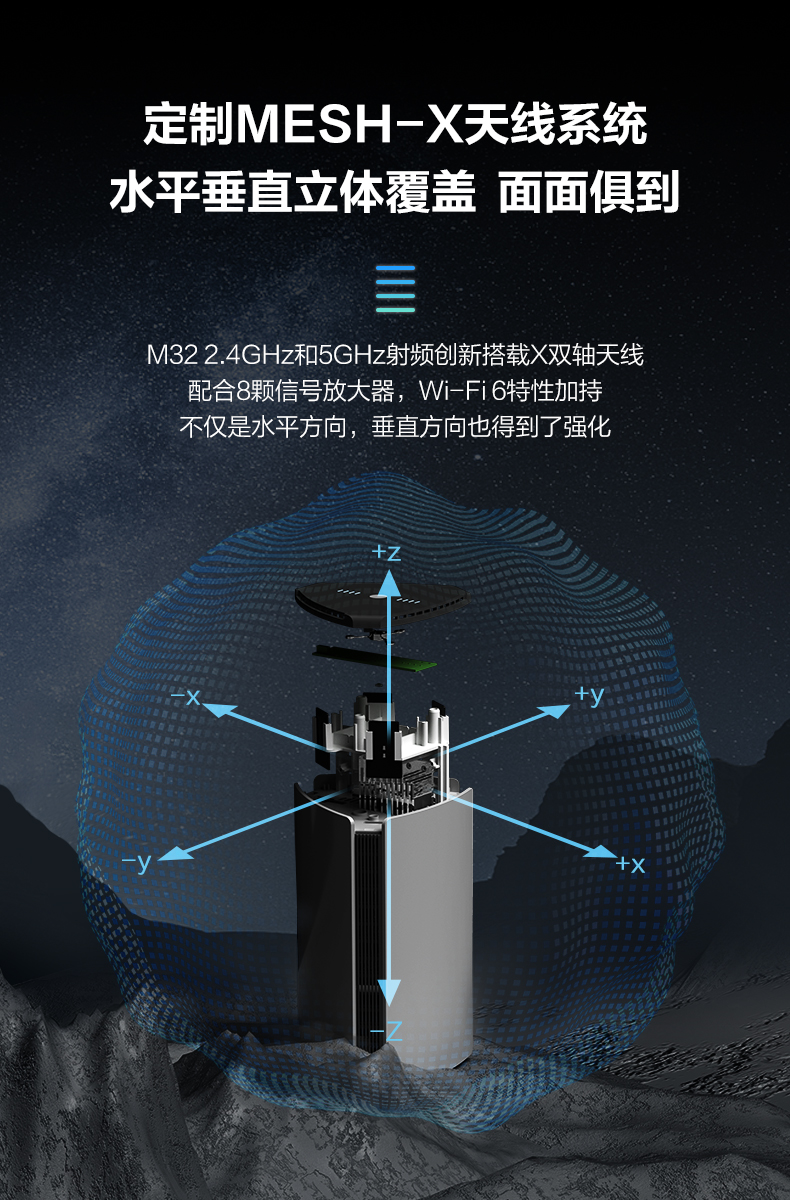 定制MESH-X天线系统
水平垂直立体覆盖 面面俱到
M32 2.4GHz和5GHz射频创新搭载X双轴天线
配合8颗信号放大器，Wi-Fi 6特性加持
不仅是水平方向，垂直方向也得到了强化
+z
-x
+y
-y
+x
-Z